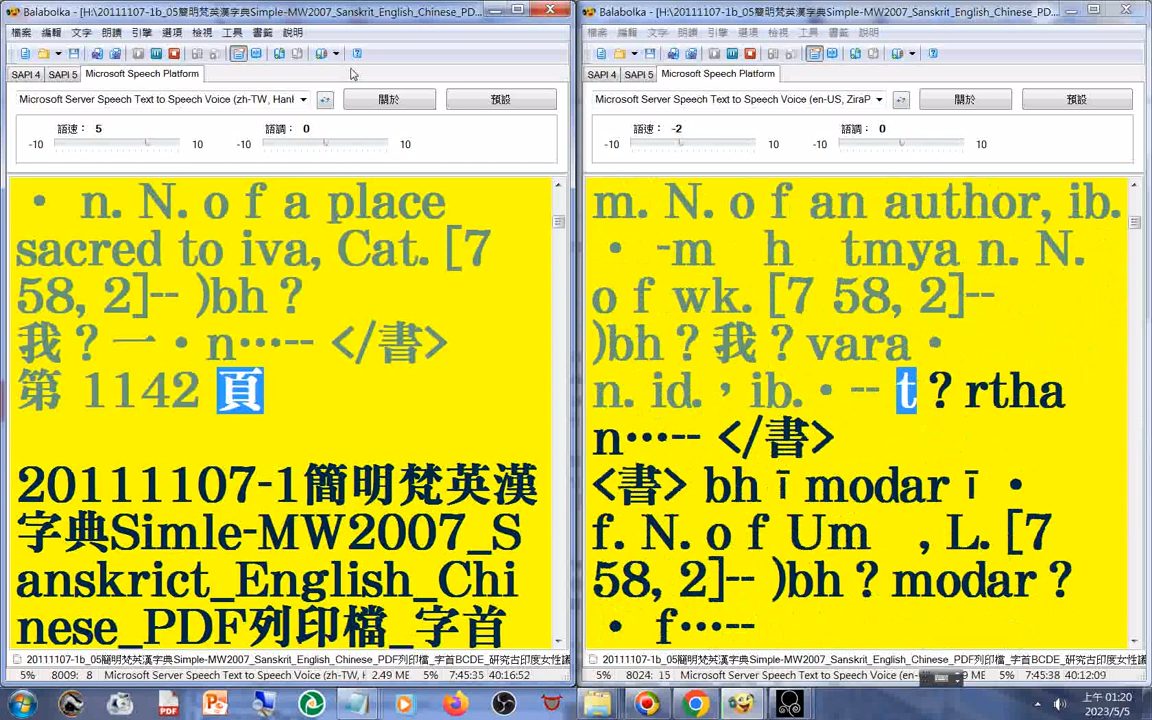 Balabolka - [H:\20111107-1b_05簡明梵英漢字典Simple-MW2007_Sanskrit_English_Chinese_PD...
檔案 編輯 文字 朗讀 引擎 選項 檢視 工具 書籤 說明
SAPI 4 SAPI 5 Microsoft Speech Platform
Microsoft Server Speech Text to Speech Voice (zh-TW, Hanl 關於 預設
語速： 5 語調： 0
-10 10 -10 10
• n. N. o f a place
sacred to iva, Cat. [7
58, 2]-- )bh？
我？一•n…-- </書>
第 1142 頁
20111107-1簡明梵英漢
字典Simle-MW2007_S
anskrict_English_Chi
nese_PDF列印檔_字首
20111107-1b_05簡明梵英漢字典Simple-MW2007_Sanskrit_English_Chinese_PDF列印檔_字首BCDE_研究古印度女性議
5% 8009: 8 Microsoft Server Speech Text to Speech Voice (zh-TW, H 2.49 ME 5% 7:45:35 40:16:52
Balabolka - [H:\20111107-1b_05簡明梵英漢字典Simple-MW2007_Sanskrit_English_Chinese_PD...
檔案 編輯 文字 朗讀 引擎 選項 檢視 工具 書籤 說明
SAPI 4 SAPI 5 Microsoft Speech Platform
Microsoft Server Speech Text to Speech Voice (en-US, ZiraP 關於 預設
語速： -2 語調： 0
-10 10 -10 10
m. N. o f an author, ib.
• -m h tmya n. N.
o f wk. [7 58, 2]--
)bh？我？vara •
n. id.，ib. • -- t？rtha
n…-- </書>
<書> bhīmodarī •
f. N. o f Um , L. [7
58, 2]-- )bh？modar？
• f…--
20111107-1b_05簡明梵英漢字典Simple-MW2007_Sanskrit_English_Chinese_PDF列印檔_字首BCDE_研究古印度女性議
5% 8024: 15 Microsoft Server Speech Text to Speech Voice ME 5% 7:45:38 40:12:09
上午 01:20
2023/5/5